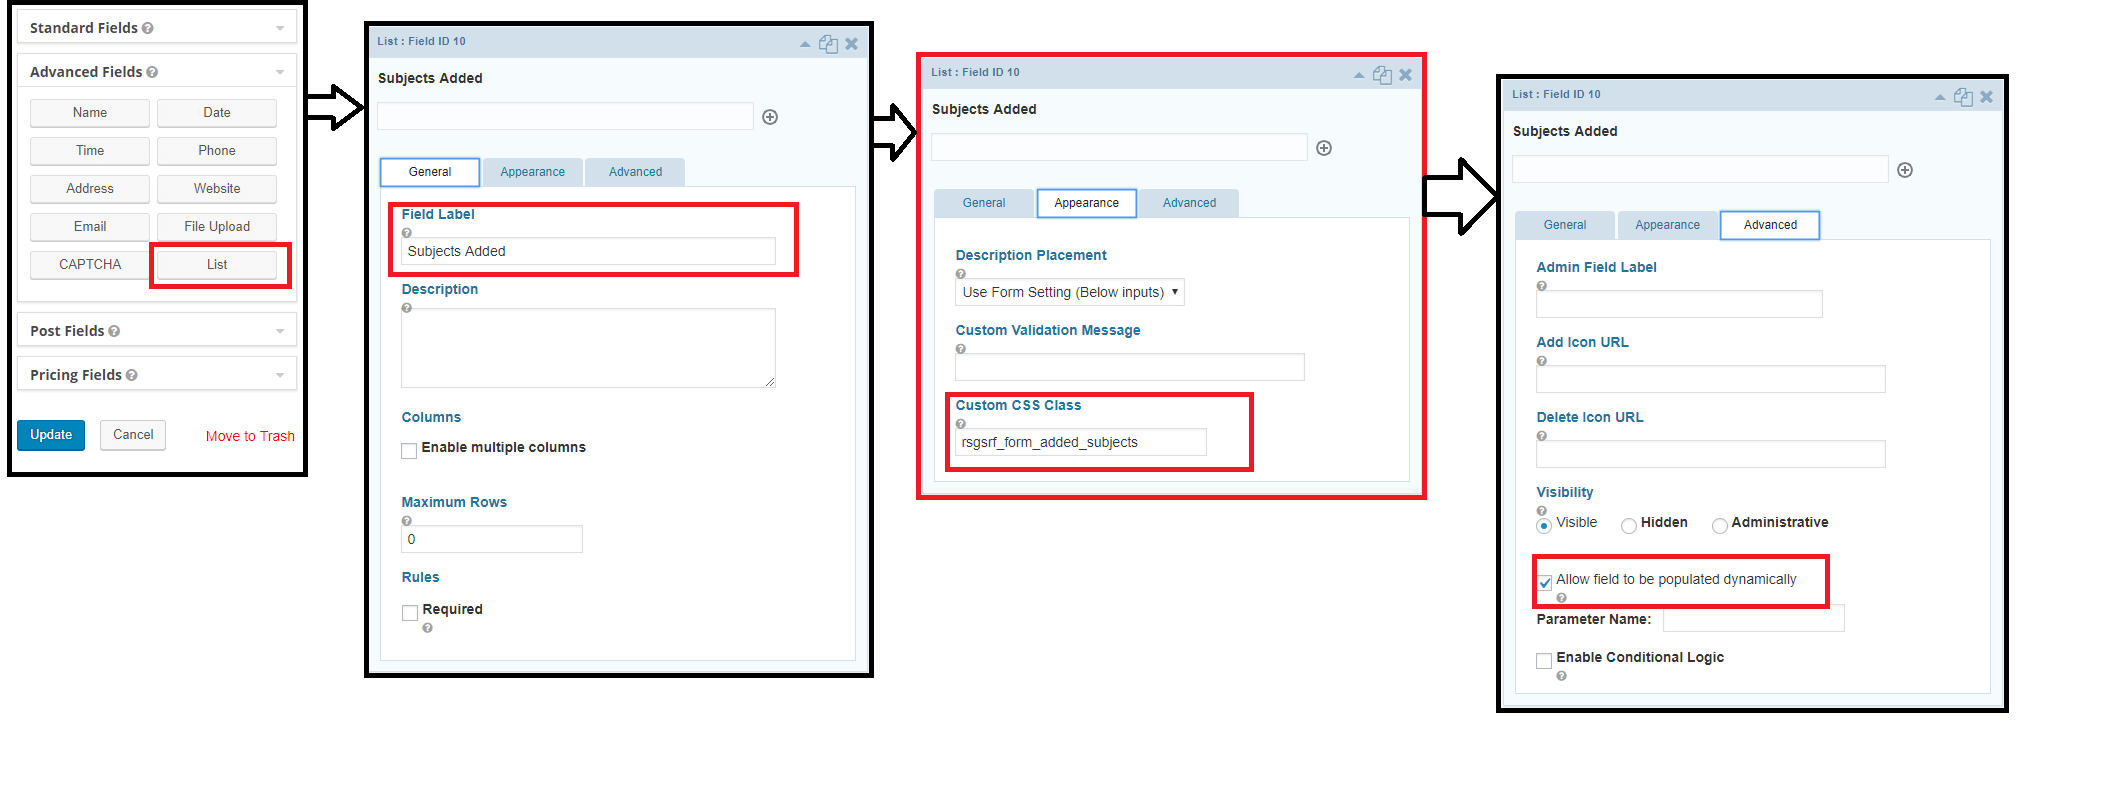 Standard Fields
Advanced Fields
Name
Date
Time
Phone
Address
Website
Email
File Upload
CAPTCHA
List
Post Fields
Pricing Fields
Update
Cancel
Move to Trash
List : Field ID 10
Subjects Added
General
Appearance
Advanced
Field Label
Subjects Added
Description
Columns
Enable multiple columns
Maximum Rows
0
Rules
Required
List : Field ID 10
Subjects Added
General
Appearance
Advanced
Description Placement
Use Form Setting (Below inputs)
Custom Validation Message
Custom CSS Class
rsgsrf_form_added_subjects
List : Field ID 10
Subjects Added
General
Appearance
Advanced
Admin Field Label
Add Icon URL
Delete Icon URL
Visibility
Visible
Hidden
Administrative
Allow field to be populated dynamically
Parameter Name:
Enable Conditional Logic